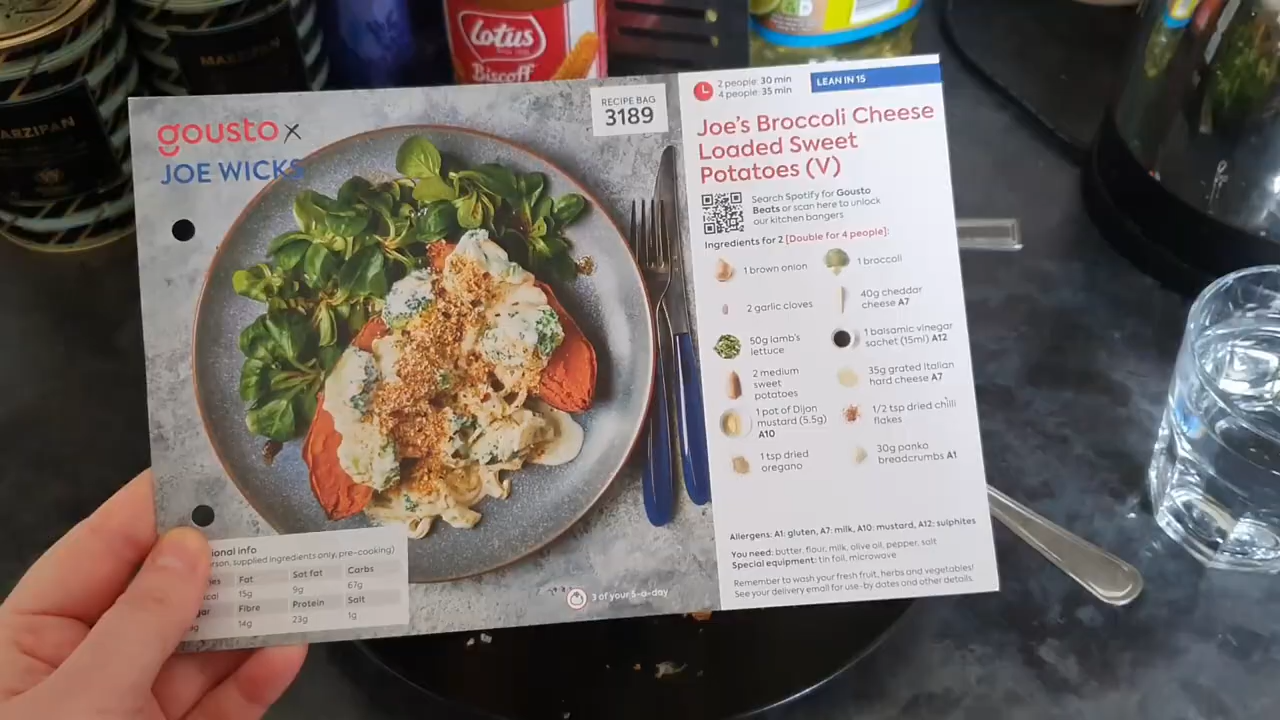 MARZIPAN
MARZIPAN
Lotus
Biscoff
gousto x
JOE WICKS
RECIPE BAG
3189
2 people: 30 min
4 people: 35 min
LEAN IN 15
Joe's Broccoli Cheese
Loaded Sweet
Potatoes (V)
Search Spotify for Gousto
Beats or scan here to unlock
our kitchen bangers
Ingredients for 2 [Double for 4 people]:
1 brown onion
1 broccoli
2 garlic cloves
40g cheddar
cheese A7
50g lamb's
lettuce
1 balsamic vinegar
sachet (15ml) A12
2 medium
sweet
potatoes
35g grated Italian
hard cheese A7
1 pot of Dijon
mustard (5.5g)
A10
1/2 tsp dried chilli
flakes
1 tsp dried
oregano
30g panko
breadcrumbs A1
Allergens: A1: gluten, A7: milk, A10: mustard, A12: sulphites
You need: butter, flour, milk, olive oil, pepper, salt
Special equipment: tin foil, microwave
Remember to wash your fresh fruit, herbs and vegetables!
See your delivery email for use-by dates and other details.
info
supplied ingredients only, pre-cooking)
Fat Sat fat Carbs
15g 9g 67g
Fibre Protein Salt
14g 23g 1g
3 of your 5-a-day